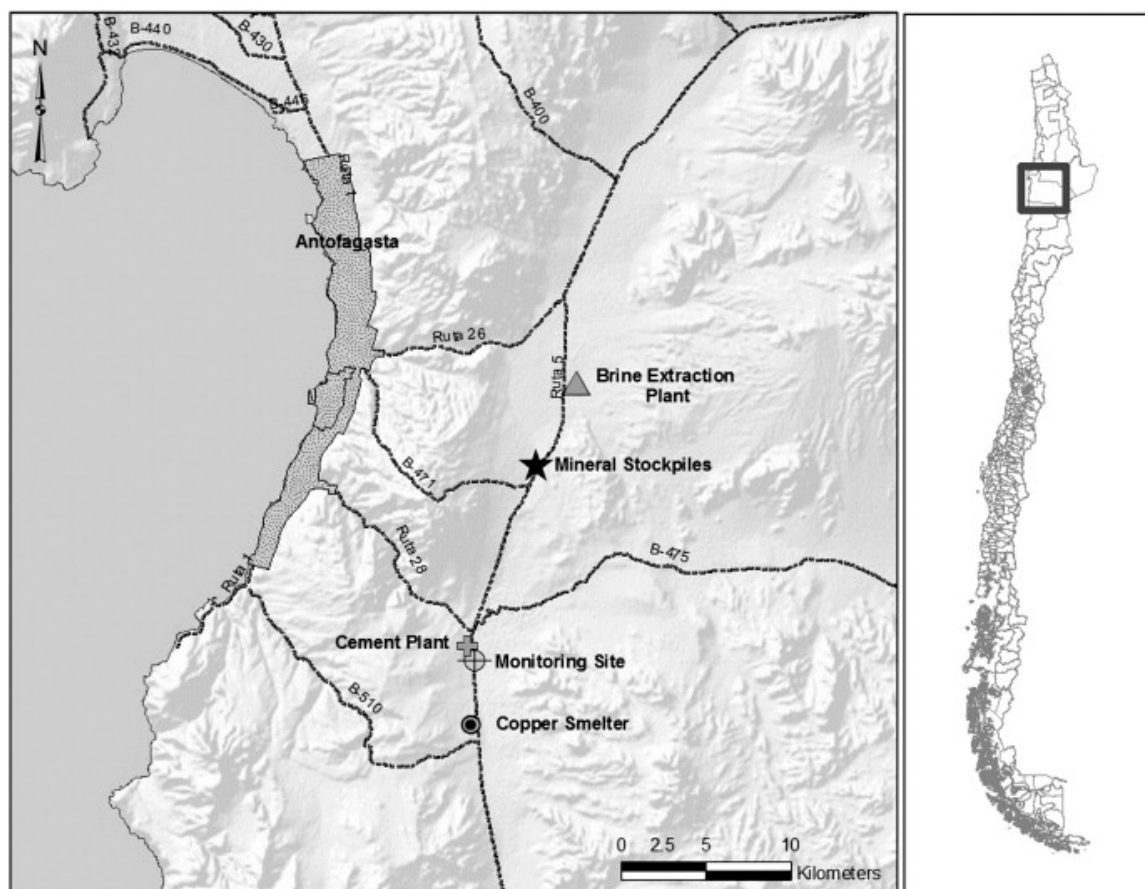 N
B-440
B-437
B-430
B-445
Ruta 1
B-400
Antofagasta
Ruta 26
Ruta 5
Brine Extraction
Plant
Mineral Stockpiles
B-471
Ruta 28
B-475
Ruta 1
Cement Plant
Monitoring Site
B-510
Copper Smelter
0 2.5 5 10
Kilometers